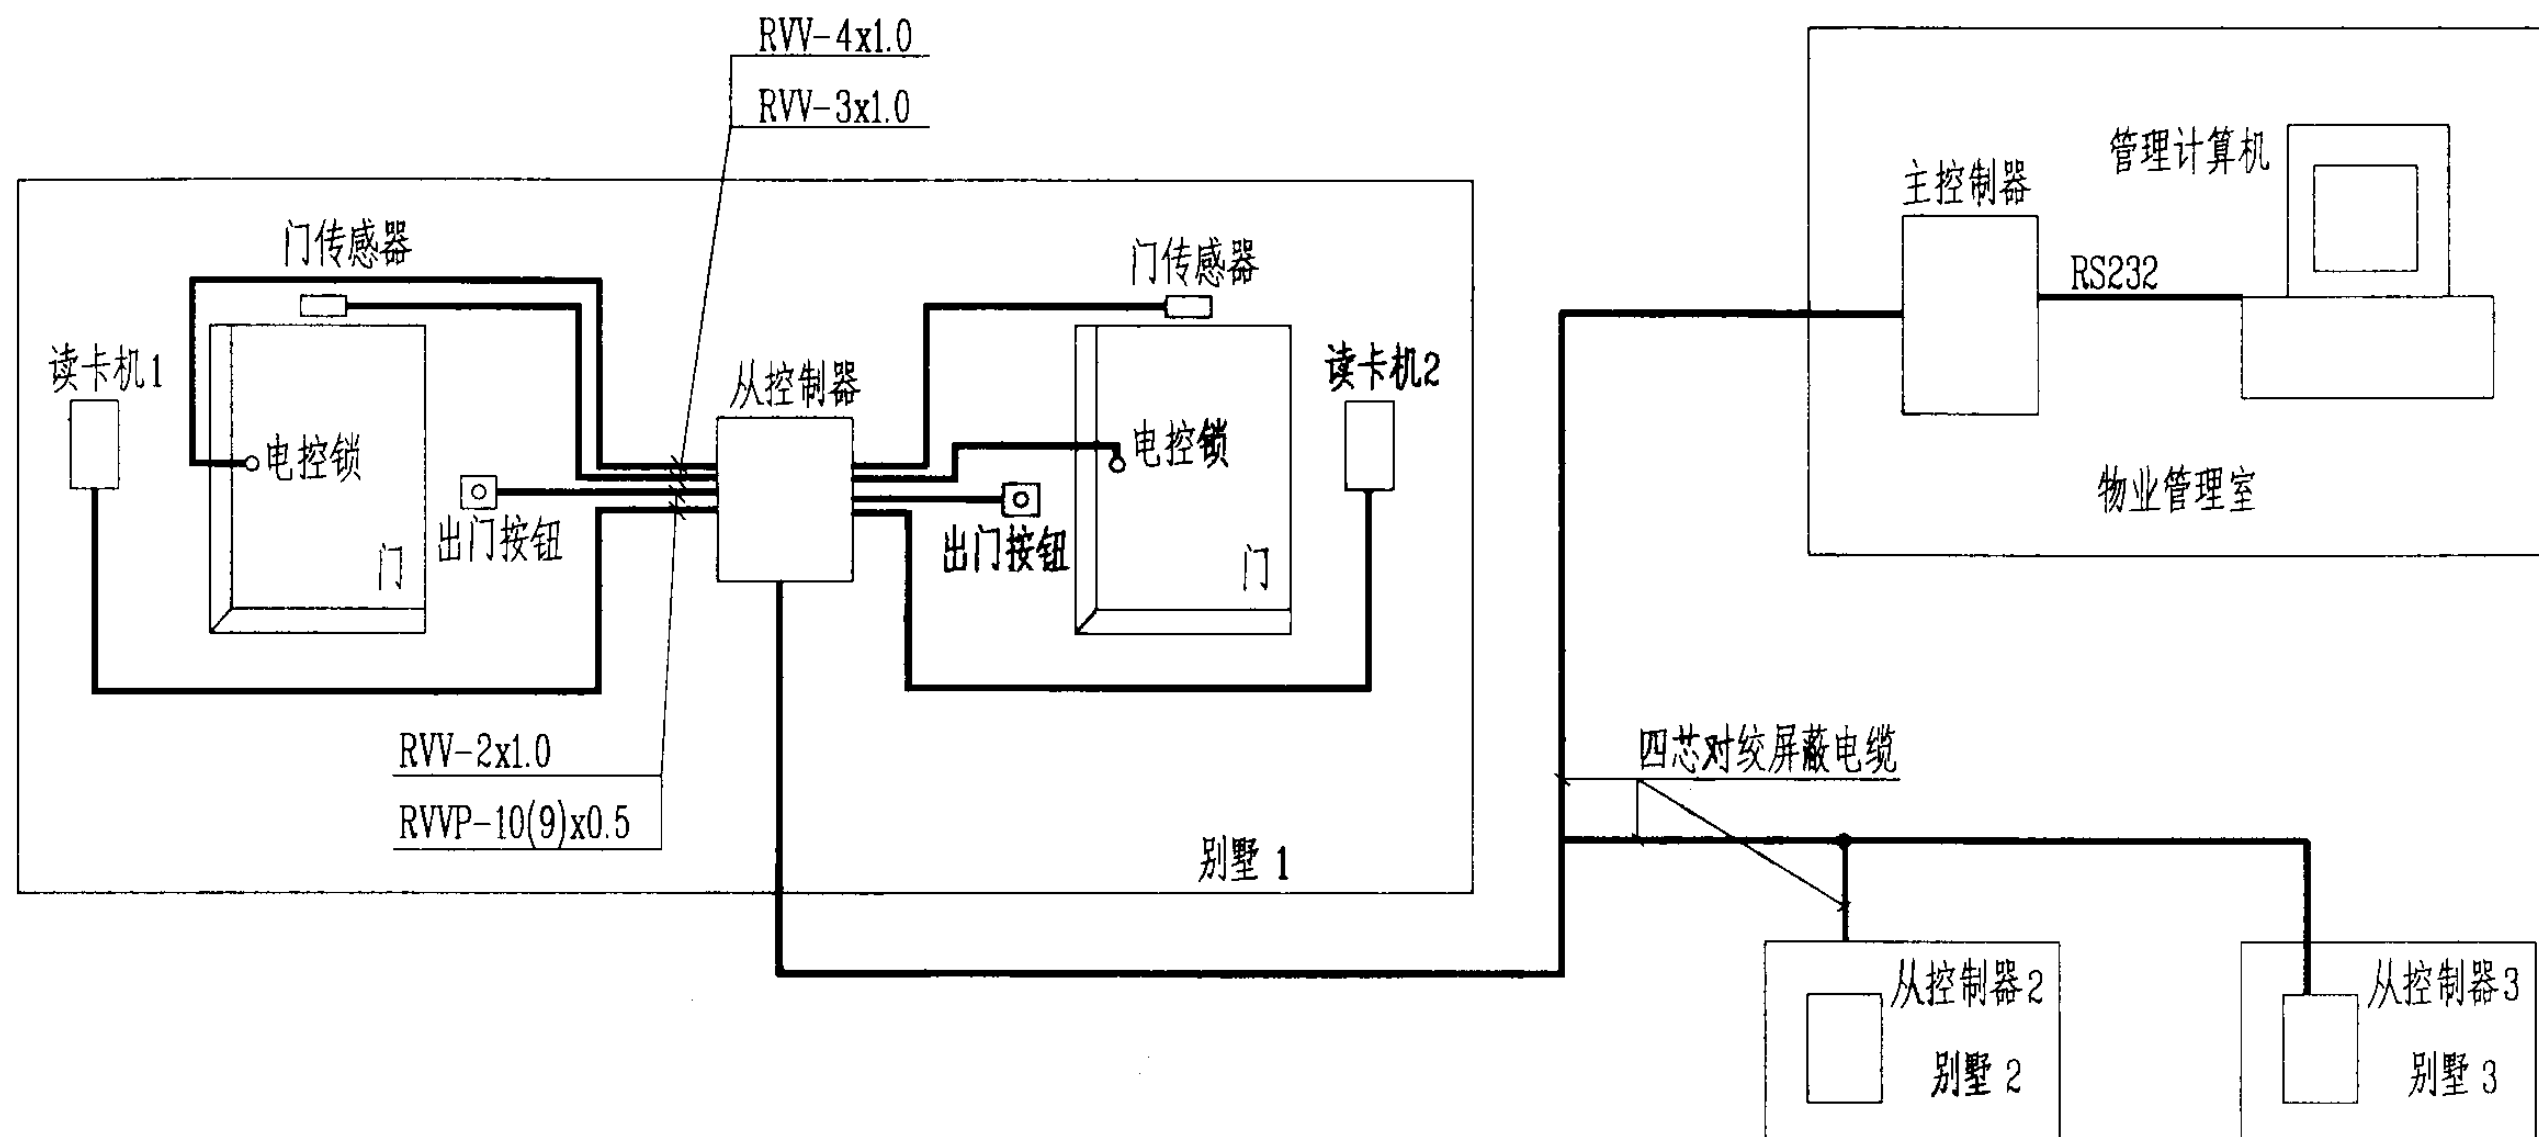 RVV-4x1.0
RVV-3x1.0
门传感器
读卡机1
电控锁
出门按钮
门
从控制器
门传感器
读卡机2
电控锁
出门按钮
门
RVV-2x1.0
RVVP-10(9)x0.5
别墅 1
主控制器
管理计算机
RS232
物业管理室
四芯对绞屏蔽电缆
从控制器2
别墅 2
从控制器3
别墅 3